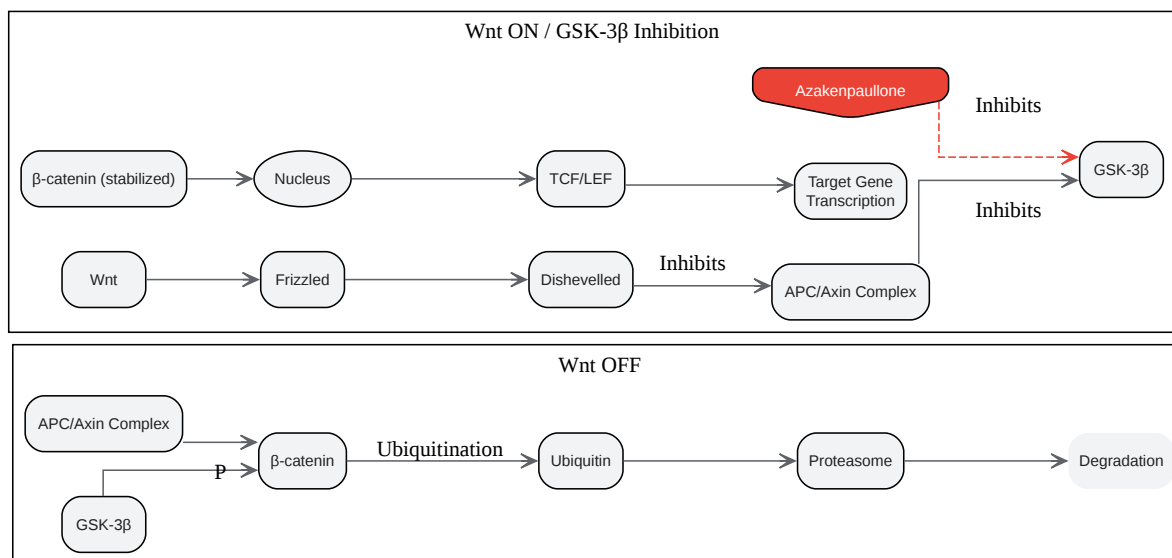 Wnt ON / GSK-3β Inhibition
Azakenpaullone
Inhibits
β-catenin (stabilized)
Nucleus
TCF/LEF
Target Gene
Transcription
GSK-3β
Inhibits
Wnt
Frizzled
Dishevelled
Inhibits
APC/Axin Complex
Wnt OFF
APC/Axin Complex
β-catenin
Ubiquitination
Ubiquitin
Proteasome
Degradation
P
GSK-3β